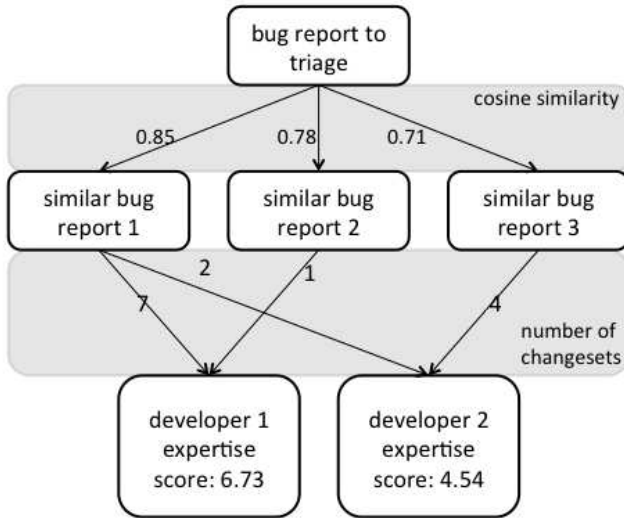 bug report to
triage
cosine similarity
0.85
0.78
0.71
similar bug
report 1
similar bug
report 2
similar bug
report 3
2
1
7
4
number of
changesets
developer 1
expertise
score: 6.73
developer 2
expertise
score: 4.54